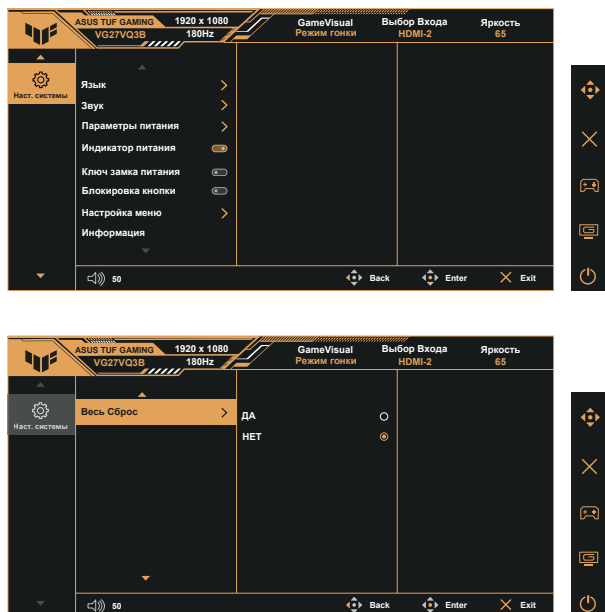 ASUS TUF GAMING 1920 x 1080 GameVisual Выбор Входа Яркость
VG27VQ3B 180Hz Режим гонки HDMI-2 65
Наст. системы
Язык
Звук
Параметры питания
Индикатор питания
Ключ замка питания
Блокировка кнопки
Настройка меню
Информация
50 Back Enter Exit
ASUS TUF GAMING 1920 x 1080 GameVisual Выбор Входа Яркость
VG27VQ3B 180Hz Режим гонки HDMI-2 65
Наст. системы
Весь Сброс
ДА
НЕТ
50 Back Enter Exit